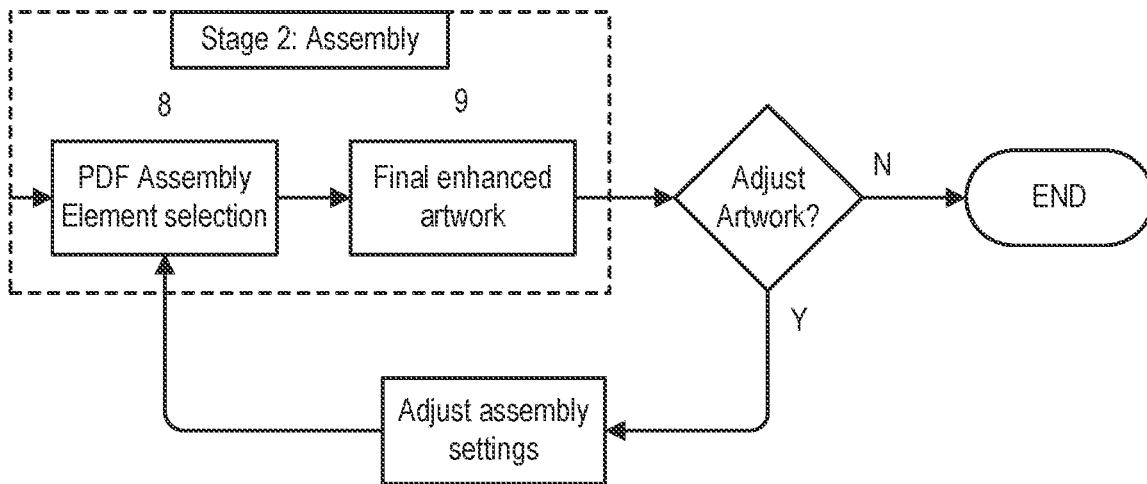 Stage 2: Assembly
8
9
PDF Assembly
Element selection
Final enhanced
artwork
Adjust
Artwork?
N
END
Y
Adjust assembly
settings